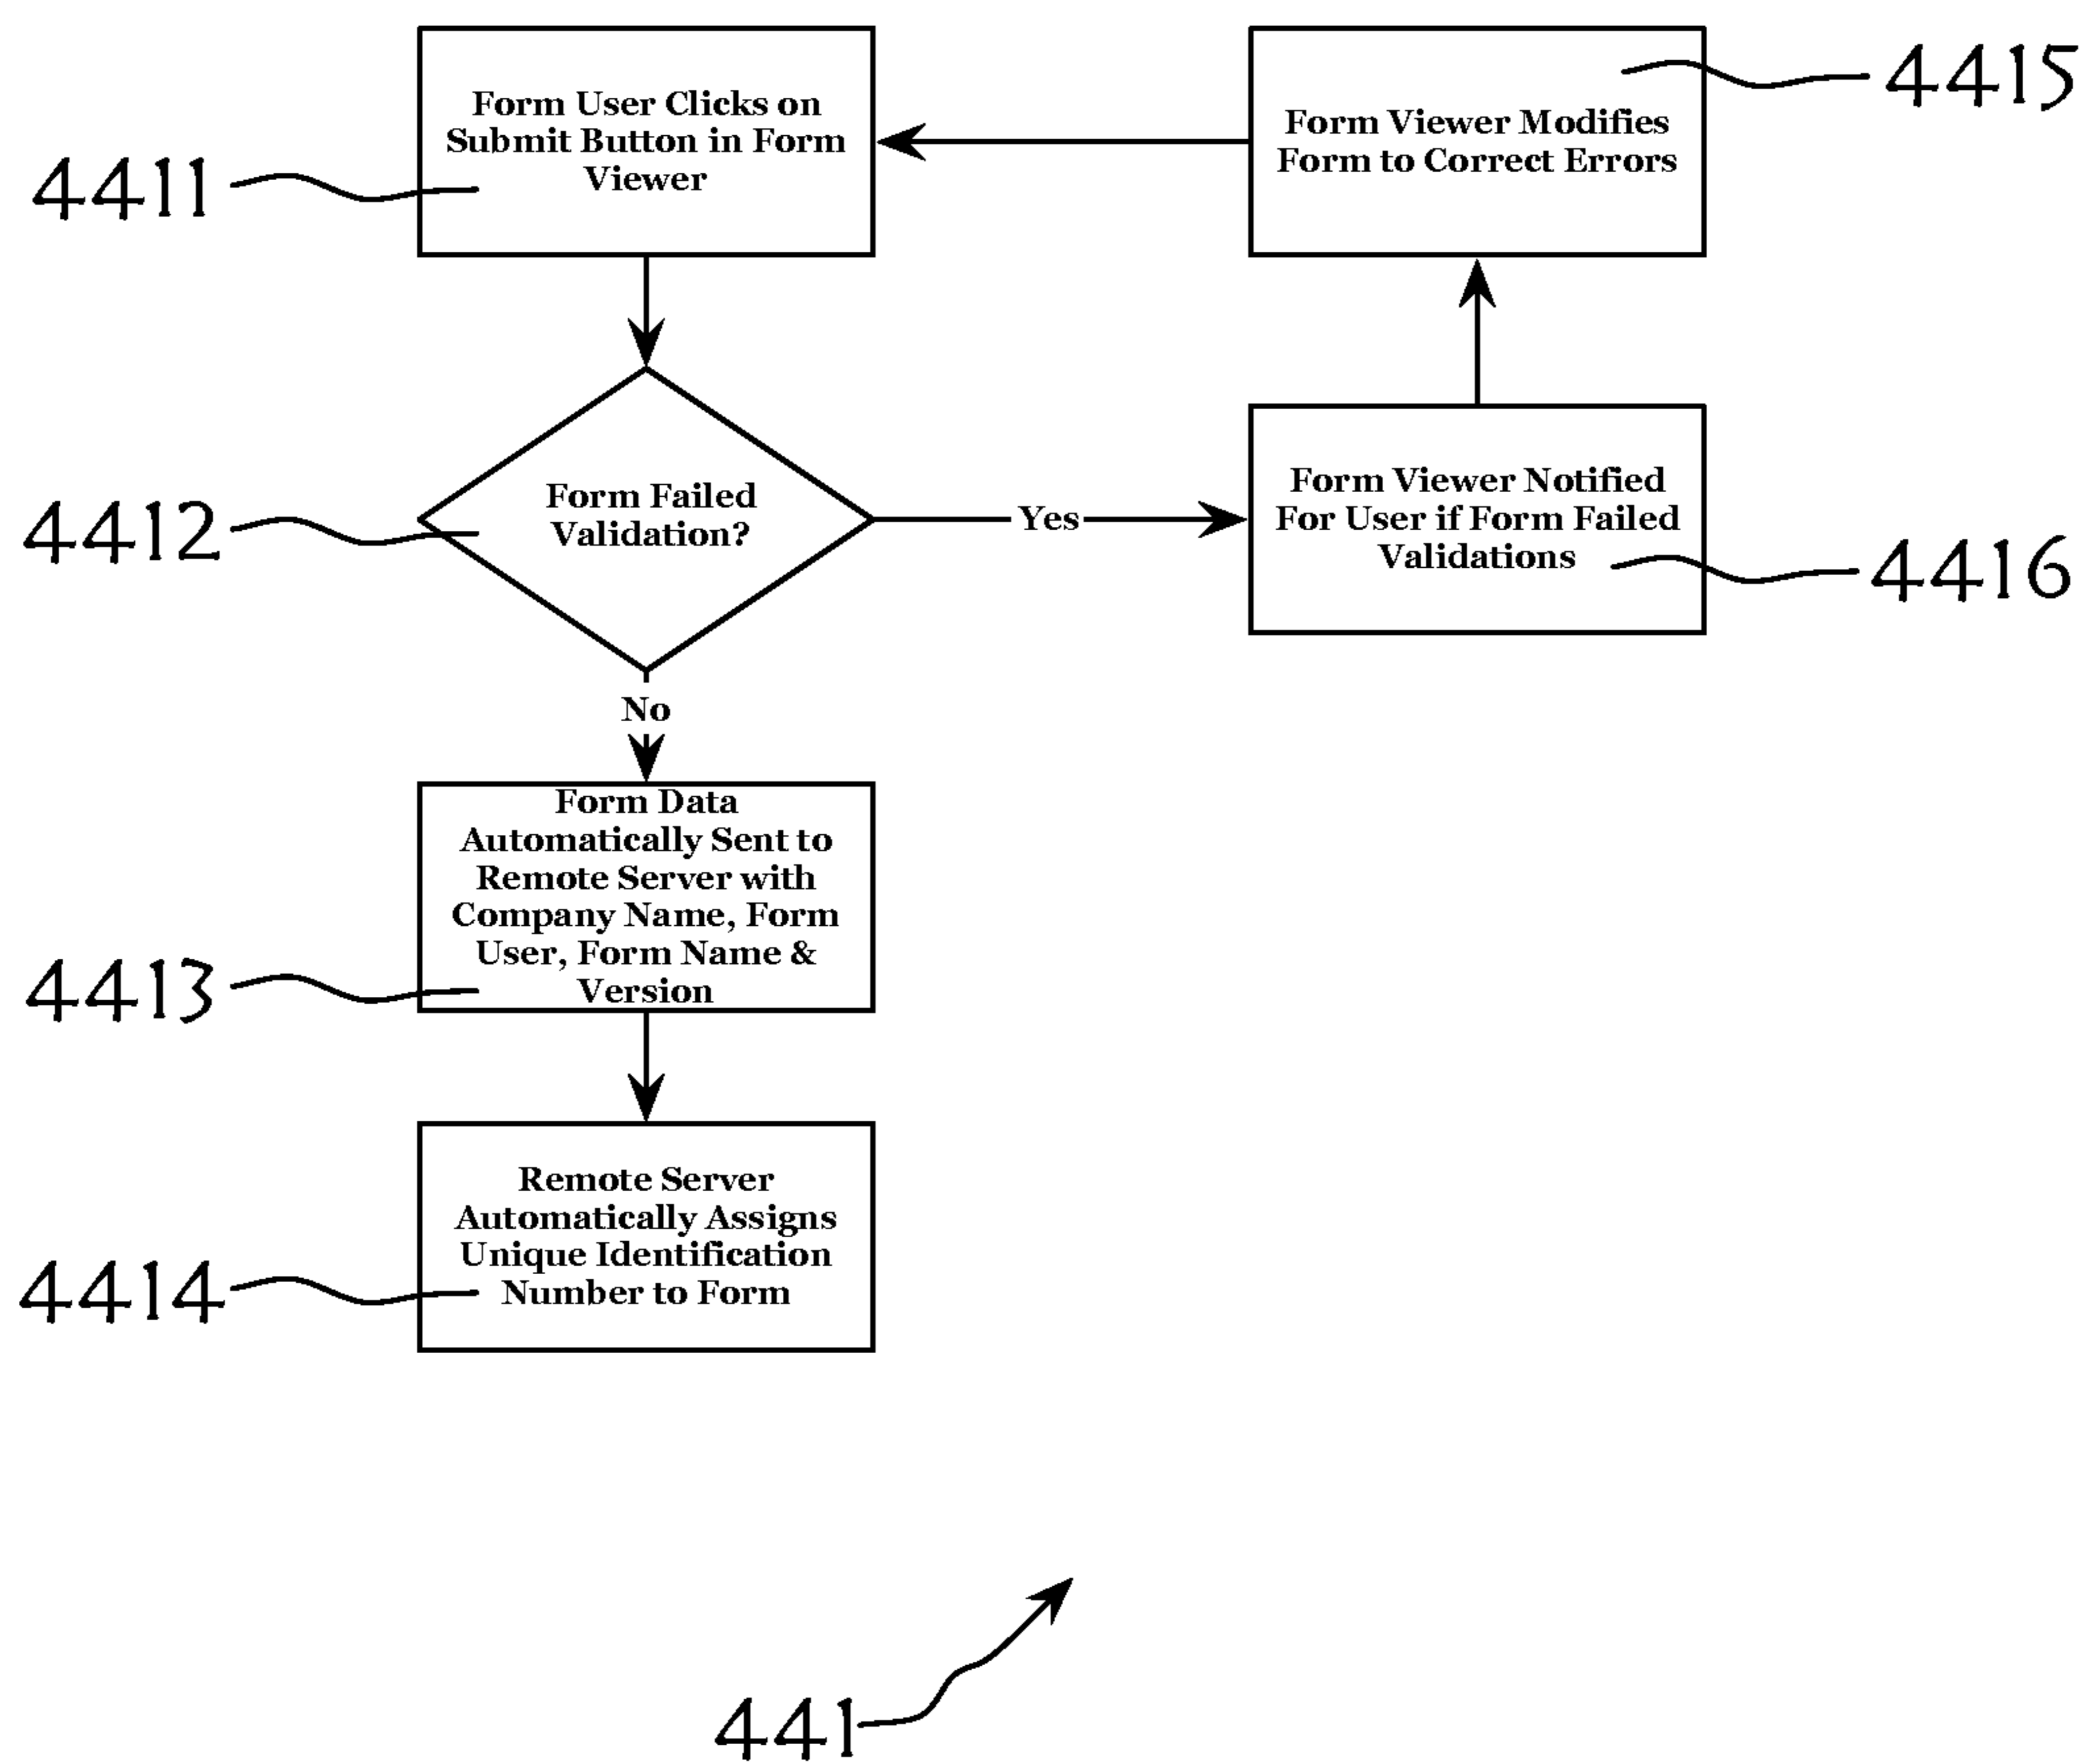 Form User Clicks on
Submit Button in Form
Viewer
4411
Form Viewer Modifies
Form to Correct Errors
4415
Form Failed
Validation?
4412
Yes
Form Viewer Notified
For User if Form Failed
Validations
4416
No
Form Data
Automatically Sent to
Remote Server with
Company Name, Form
User, Form Name &
Version
4413
Remote Server
Automatically Assigns
Unique Identification
Number to Form
4414
441